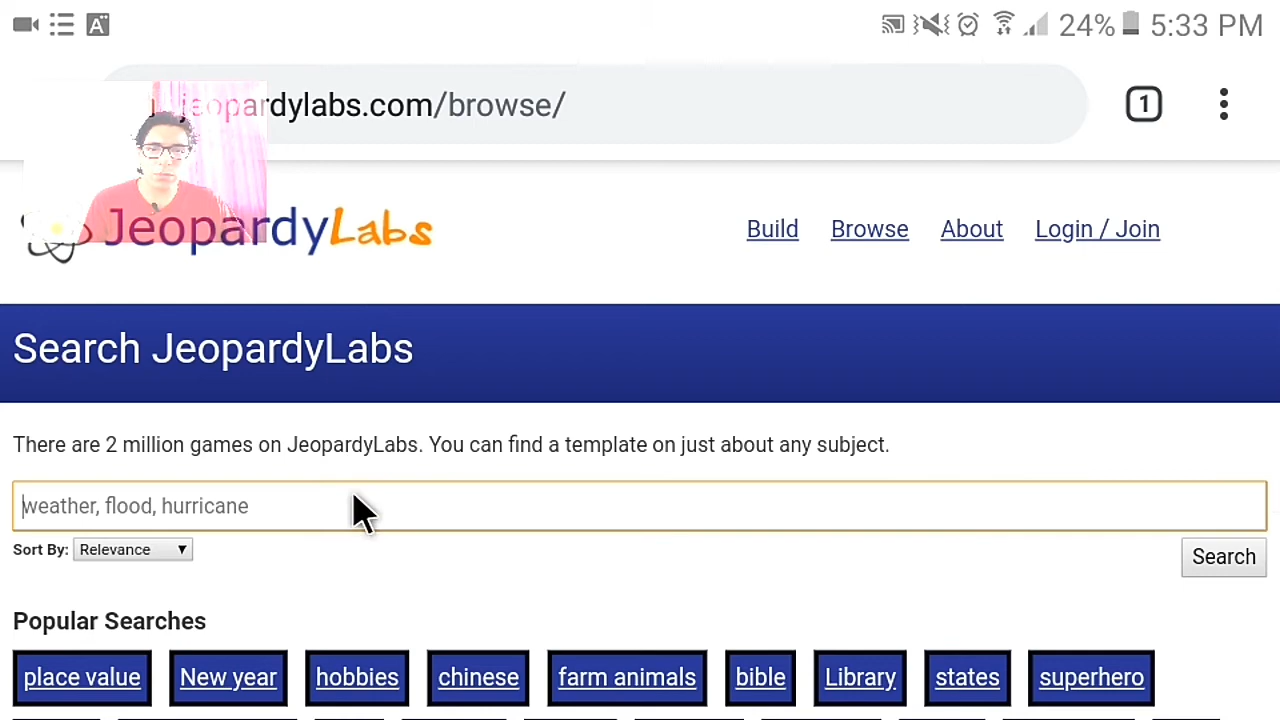 A 24% 5:33 PM
jeopardylabs.com/browse/ 1
JeopardyLabs Build Browse About Login / Join
Search JeopardyLabs
There are 2 million games on JeopardyLabs. You can find a template on just about any subject.
weather, flood, hurricane
Sort By: Relevance
Search
Popular Searches
place value New year hobbies chinese farm animals bible Library states superhero